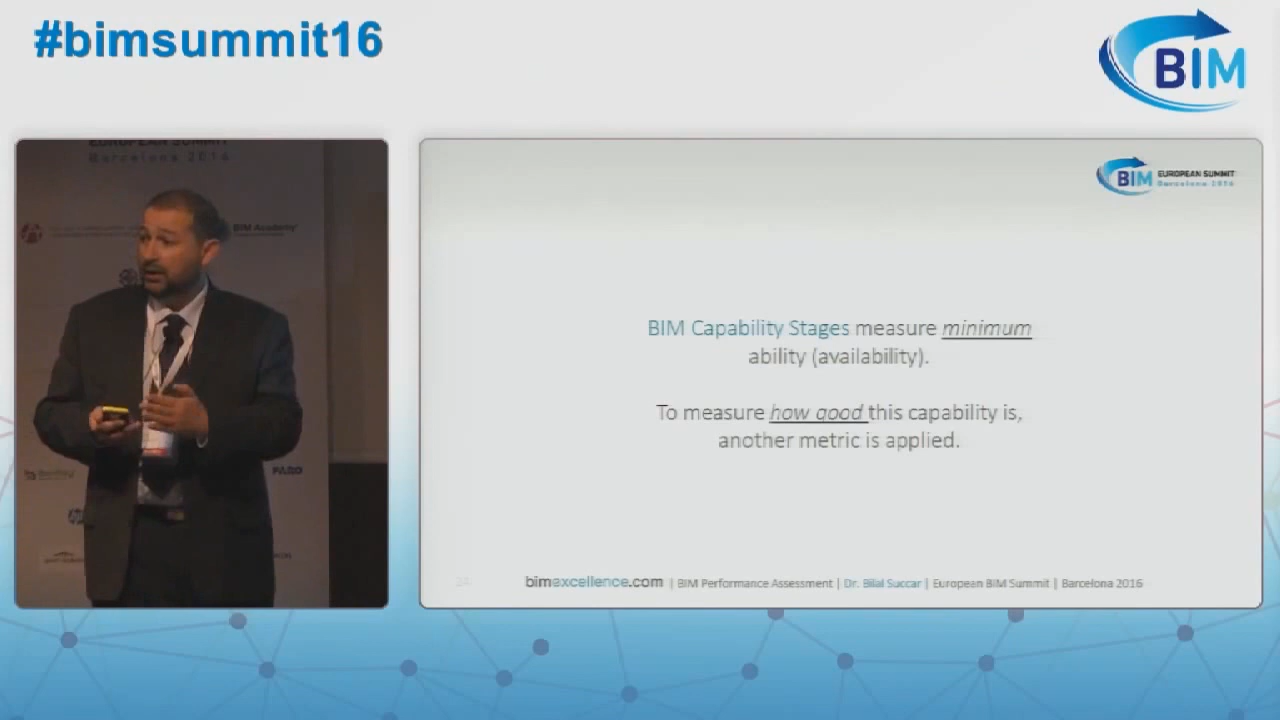 #bimsummit16
BIM
EUROPEAN SUMMIT
Barcelona 2016
BIM Academy
FARO
BIM EUROPEAN SUMMIT
Barcelona 2016
BIM Capability Stages measure minimum
ability (availability).
To measure how good this capability is,
another metric is applied.
24
bimexcellence.com | BIM Performance Assessment | Dr. Bilal Succar | European BIM Summit | Barcelona 2016